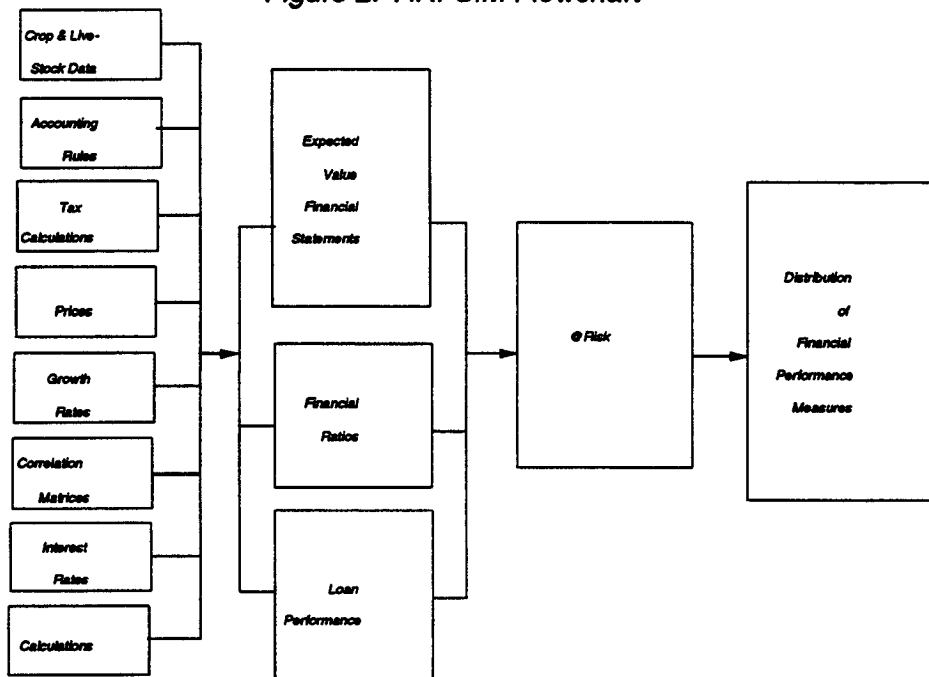 Crop & Live-
Stock Data
Accounting
Rules
Tax
Calculations
Prices
Growth
Rates
Correlation
Matrices
Interest
Rates
Calculations
Expected
Value
Financial
Statements
Financial
Ratios
Loan
Performance
@Risk
Distribution
of
Financial
Performance
Measures